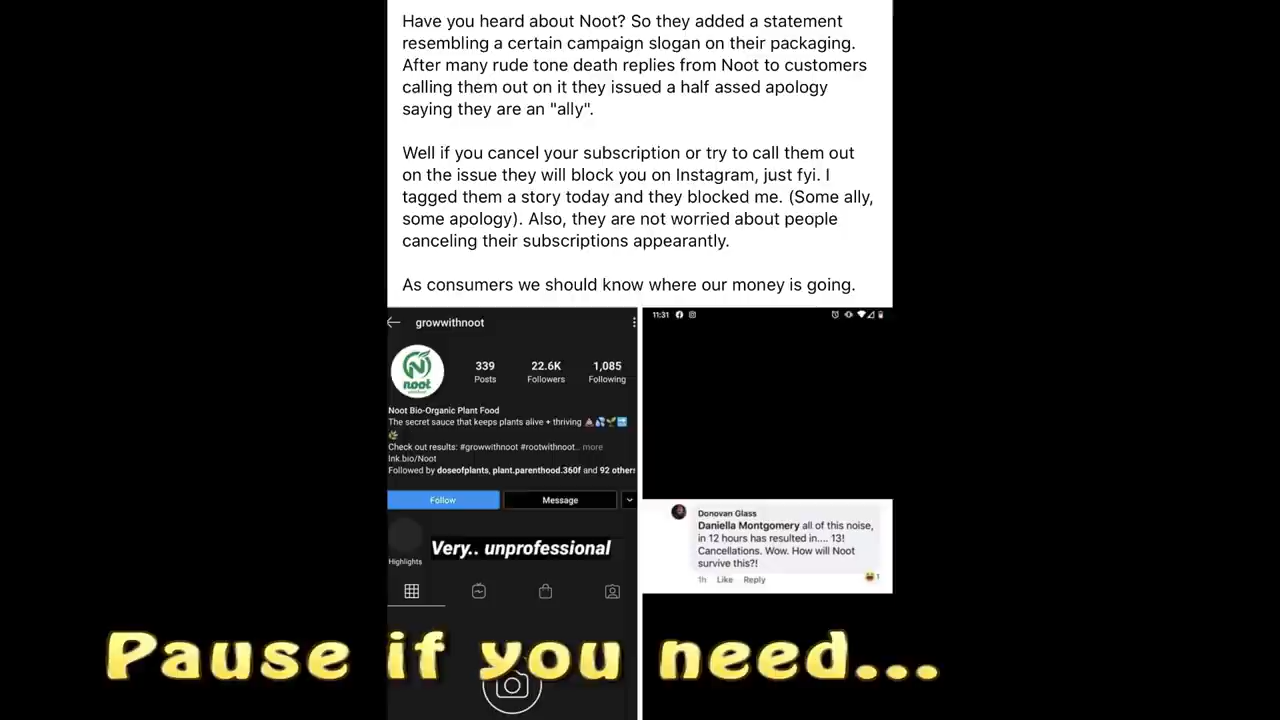 Have you heard about Noot? So they added a statement
resembling a certain campaign slogan on their packaging.
After many rude tone death replies from Noot to customers
calling them out on it they issued a half assed apology
saying they are an "ally".
Well if you cancel your subscription or try to call them out
on the issue they will block you on Instagram, just fyi. I
tagged them a story today and they blocked me. (Some ally,
some apology). Also, they are not worried about people
canceling their subscriptions appearantly.
As consumers we should know where our money is going.
growwithnoot
noot
339
22.6K
1,085
Posts
Followers
Following
Noot Bio-Organic Plant Food
The secret sauce that keeps plants alive + thriving
Check out results: #growwithnoot #rootwithnoot... more
lnk.bio/Noot
Followed by doseofplants, plant.parenthood.360f and 92 others
Follow
Message
Very.. unprofessional
Highlights
11:31
Donovan Glass
Daniella Montgomery all of this noise,
in 12 hours has resulted in.... 13!
Cancellations. Wow. How will Noot
survive this?!
1h Like Reply
1
Pause if you need...